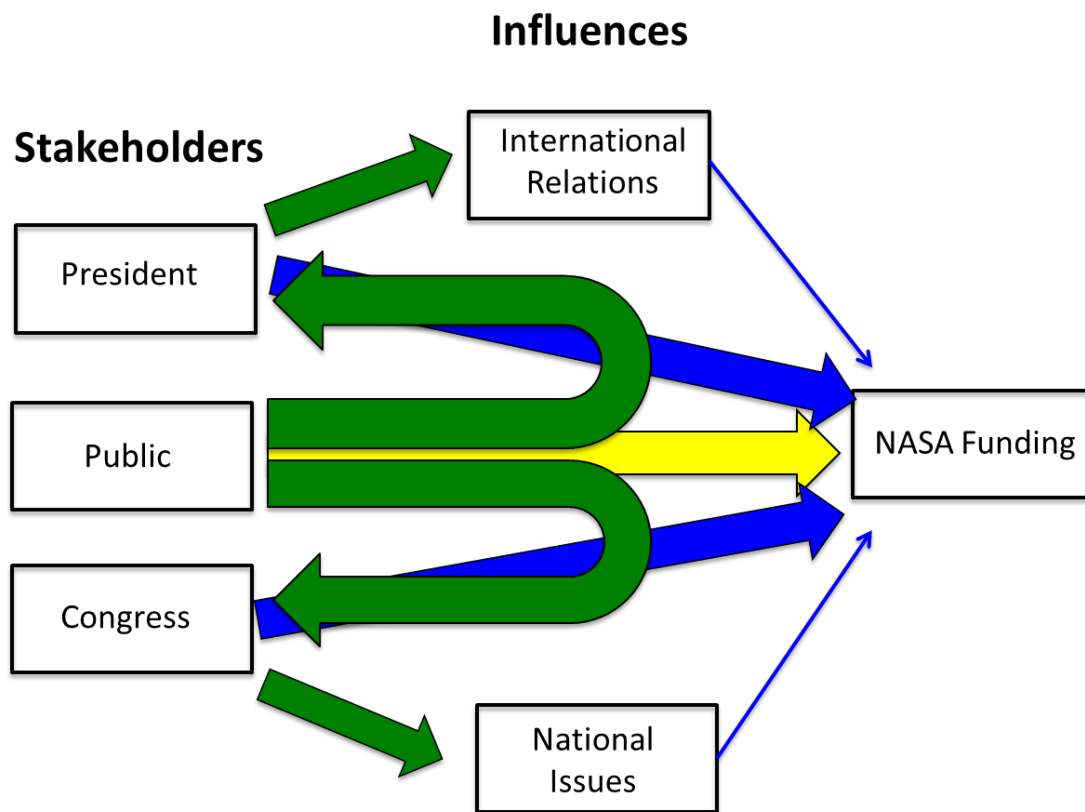 Influences
Stakeholders
International
Relations
President
Public
NASA Funding
Congress
National
Issues